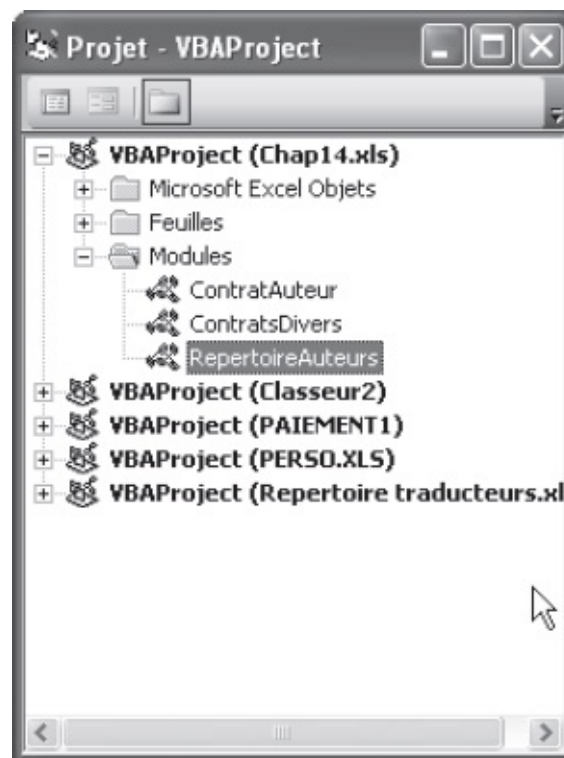 Projet - VBAProject
VBAProject (Chap14.xls)
Microsoft Excel Objets
Feuilles
Modules
ContratAuteur
ContratsDivers
RepertoireAuteurs
VBAProject (Classeur2)
VBAProject (PAIEMENT1)
VBAProject (PERSO.XLS)
VBAProject (Repertoire traducteurs.xl